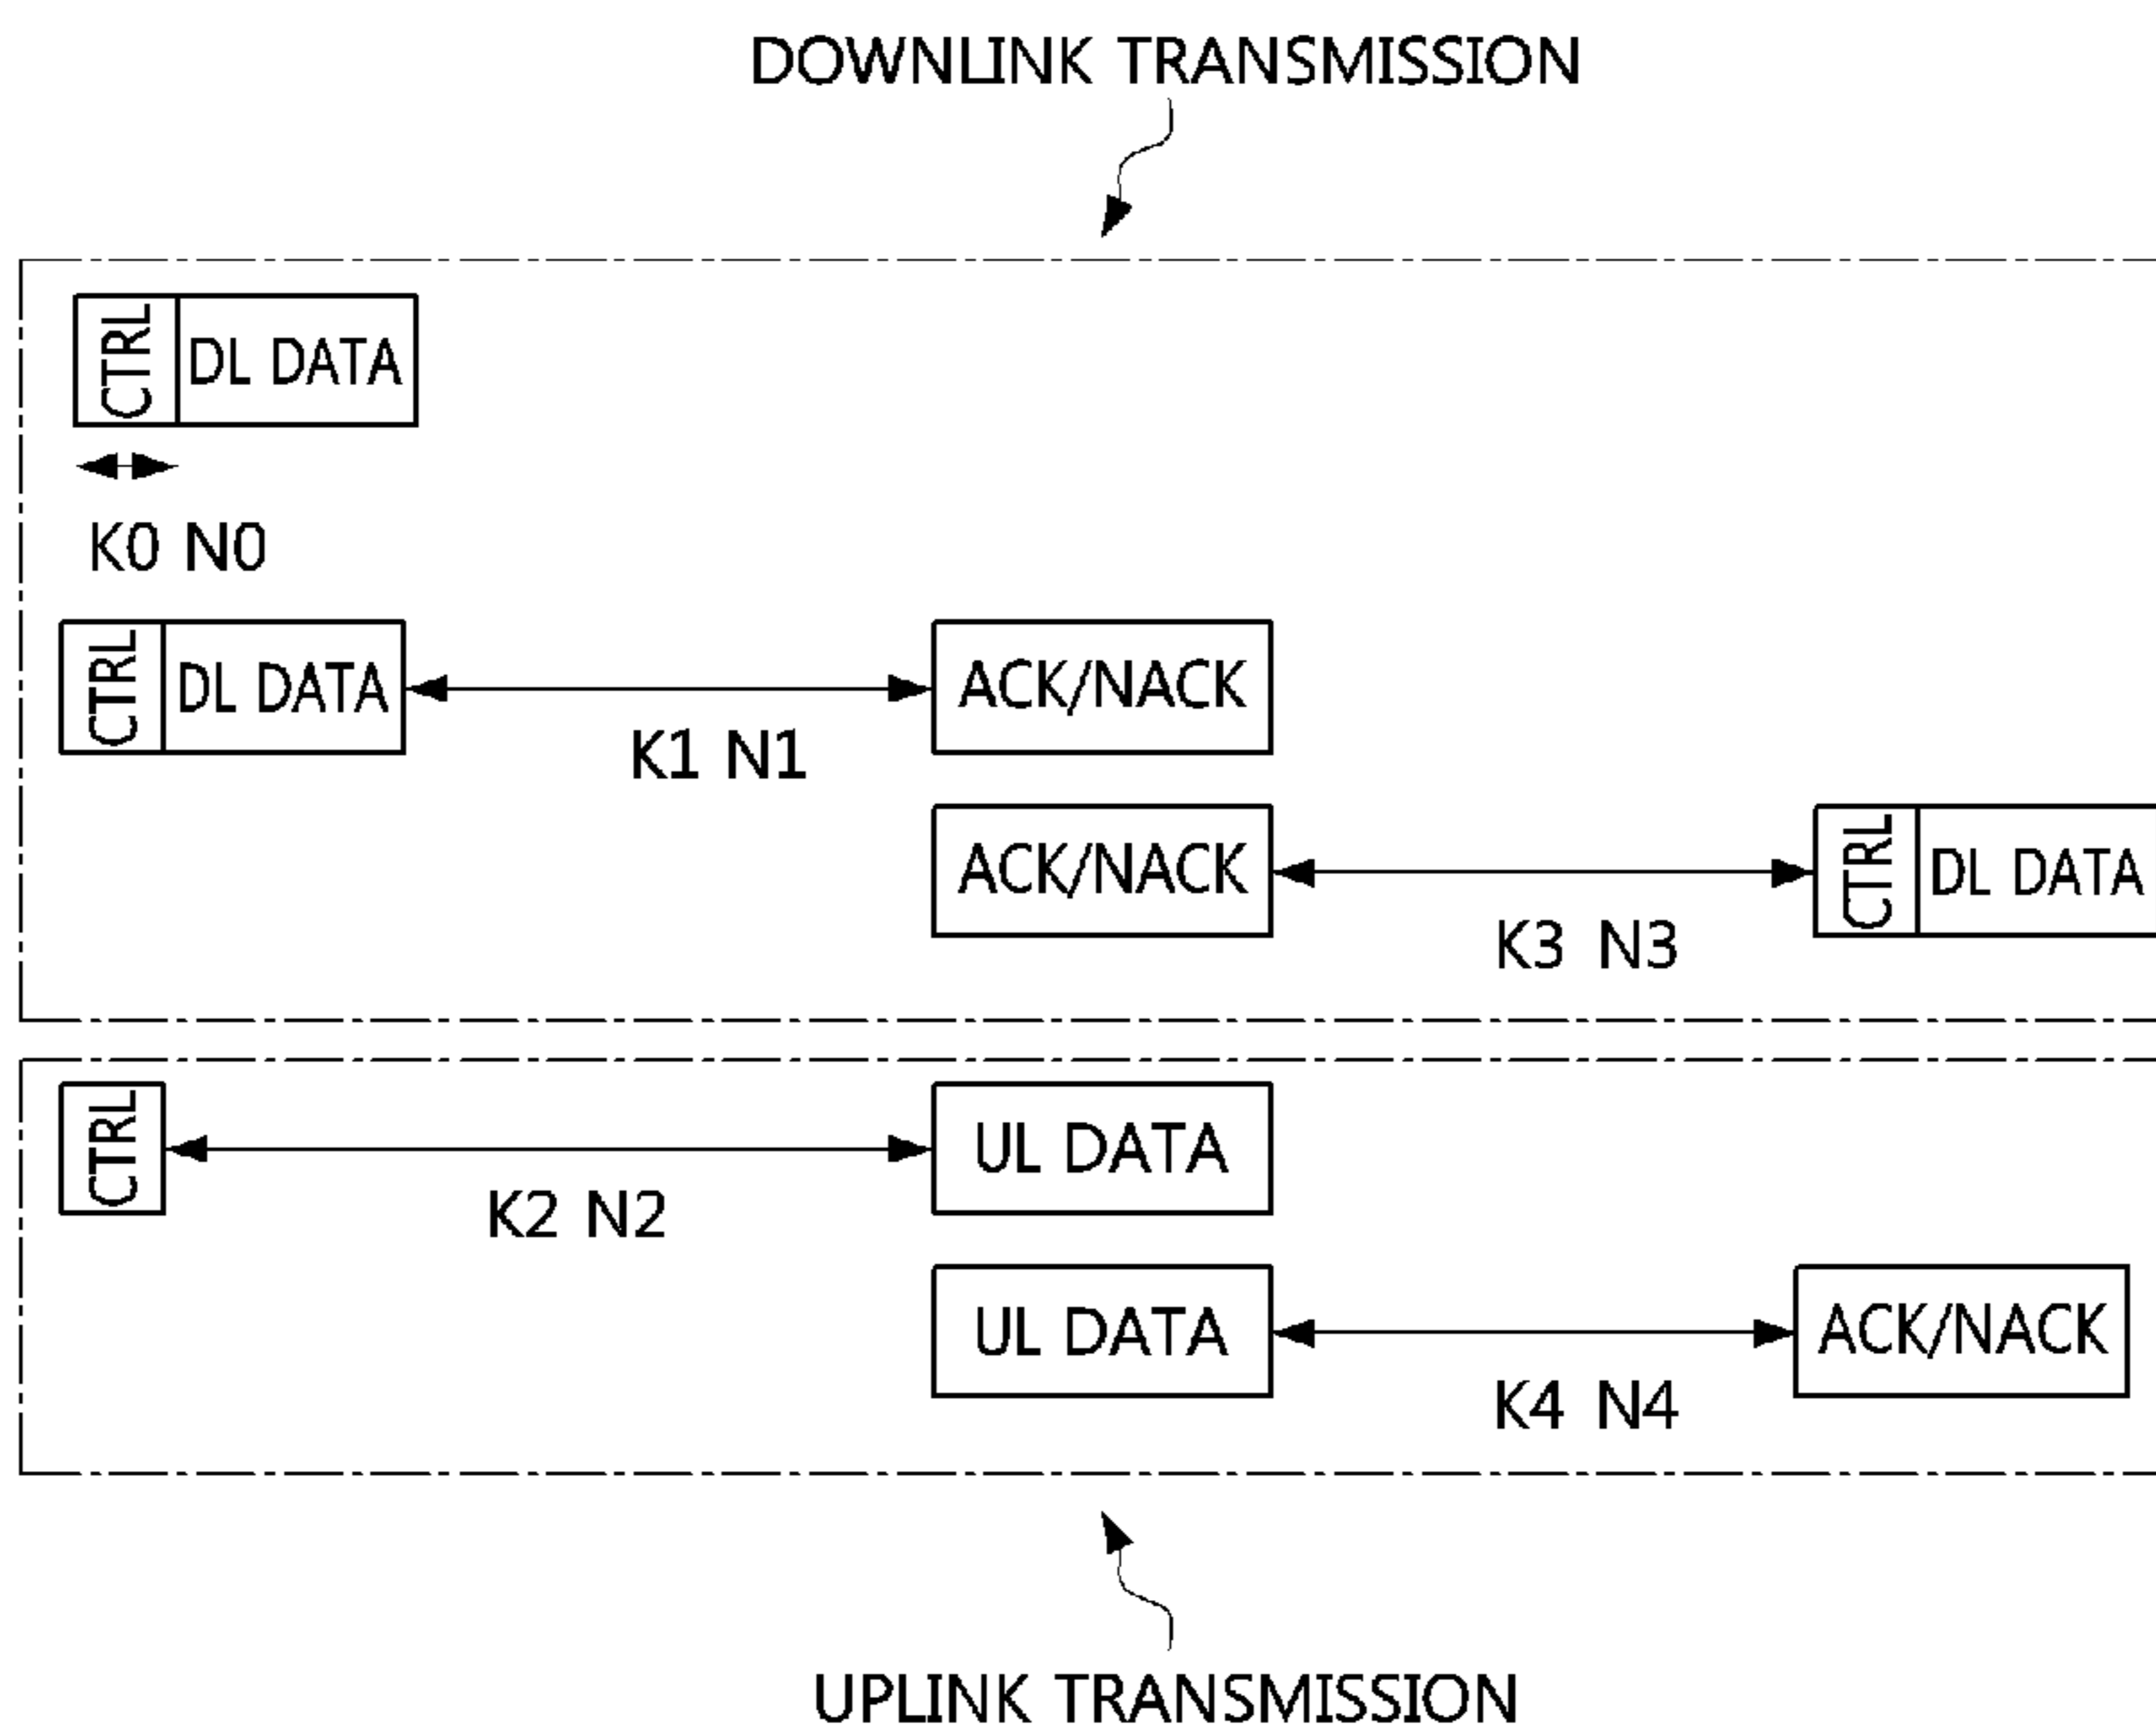 DOWNLINK TRANSMISSION
CTRL DL DATA
K0 N0
CTRL DL DATA ACK/NACK
K1 N1
ACK/NACK CTRL DL DATA
K3 N3
CTRL UL DATA
K2 N2
UL DATA ACK/NACK
K4 N4
UPLINK TRANSMISSION